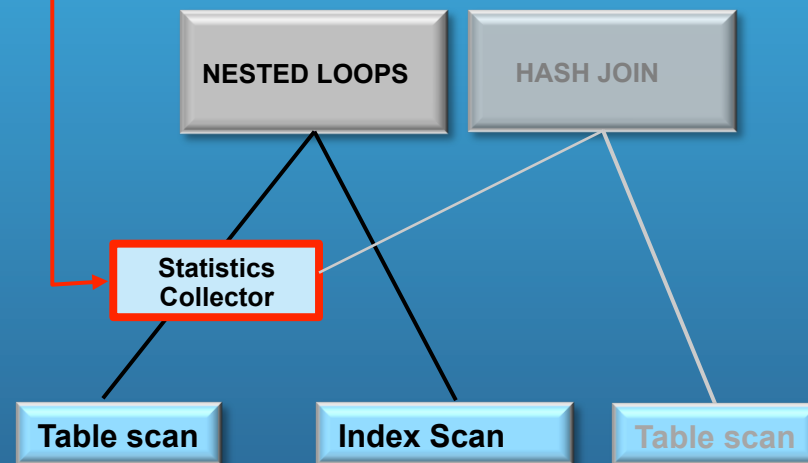 NESTED LOOPS
HASH JOIN
Statistics
Collector
Table scan
Index Scan
Table scan